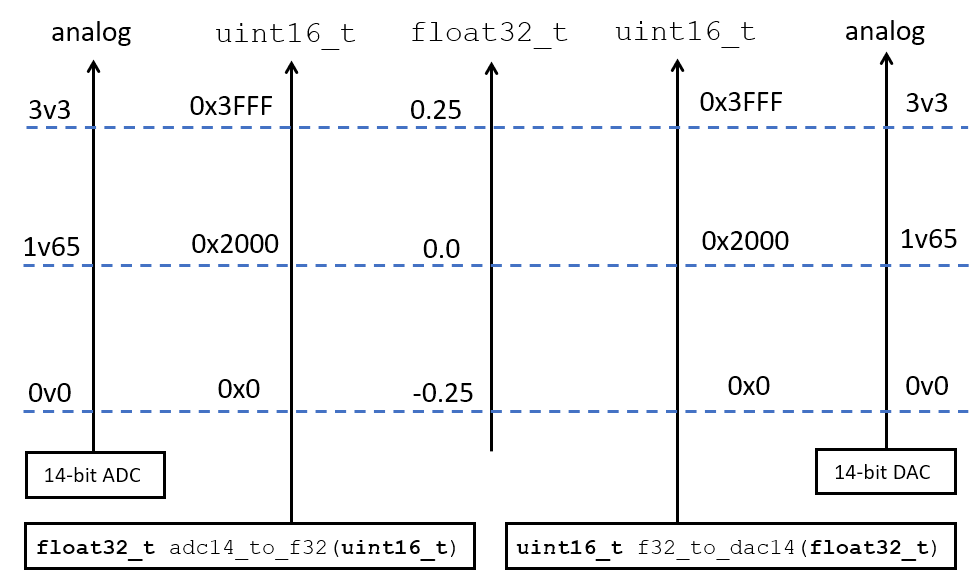 analog uint16_t float32_t uint16_t analog
3v3 0x3FFF 0.25 0x3FFF 3v3
1v65 0x2000 0.0 0x2000 1v65
0v0 0x0 -0.25 0x0 0v0
14-bit ADC 14-bit DAC
float32_t adc14_to_f32(uint16_t) uint16_t f32_to_dac14(float32_t)